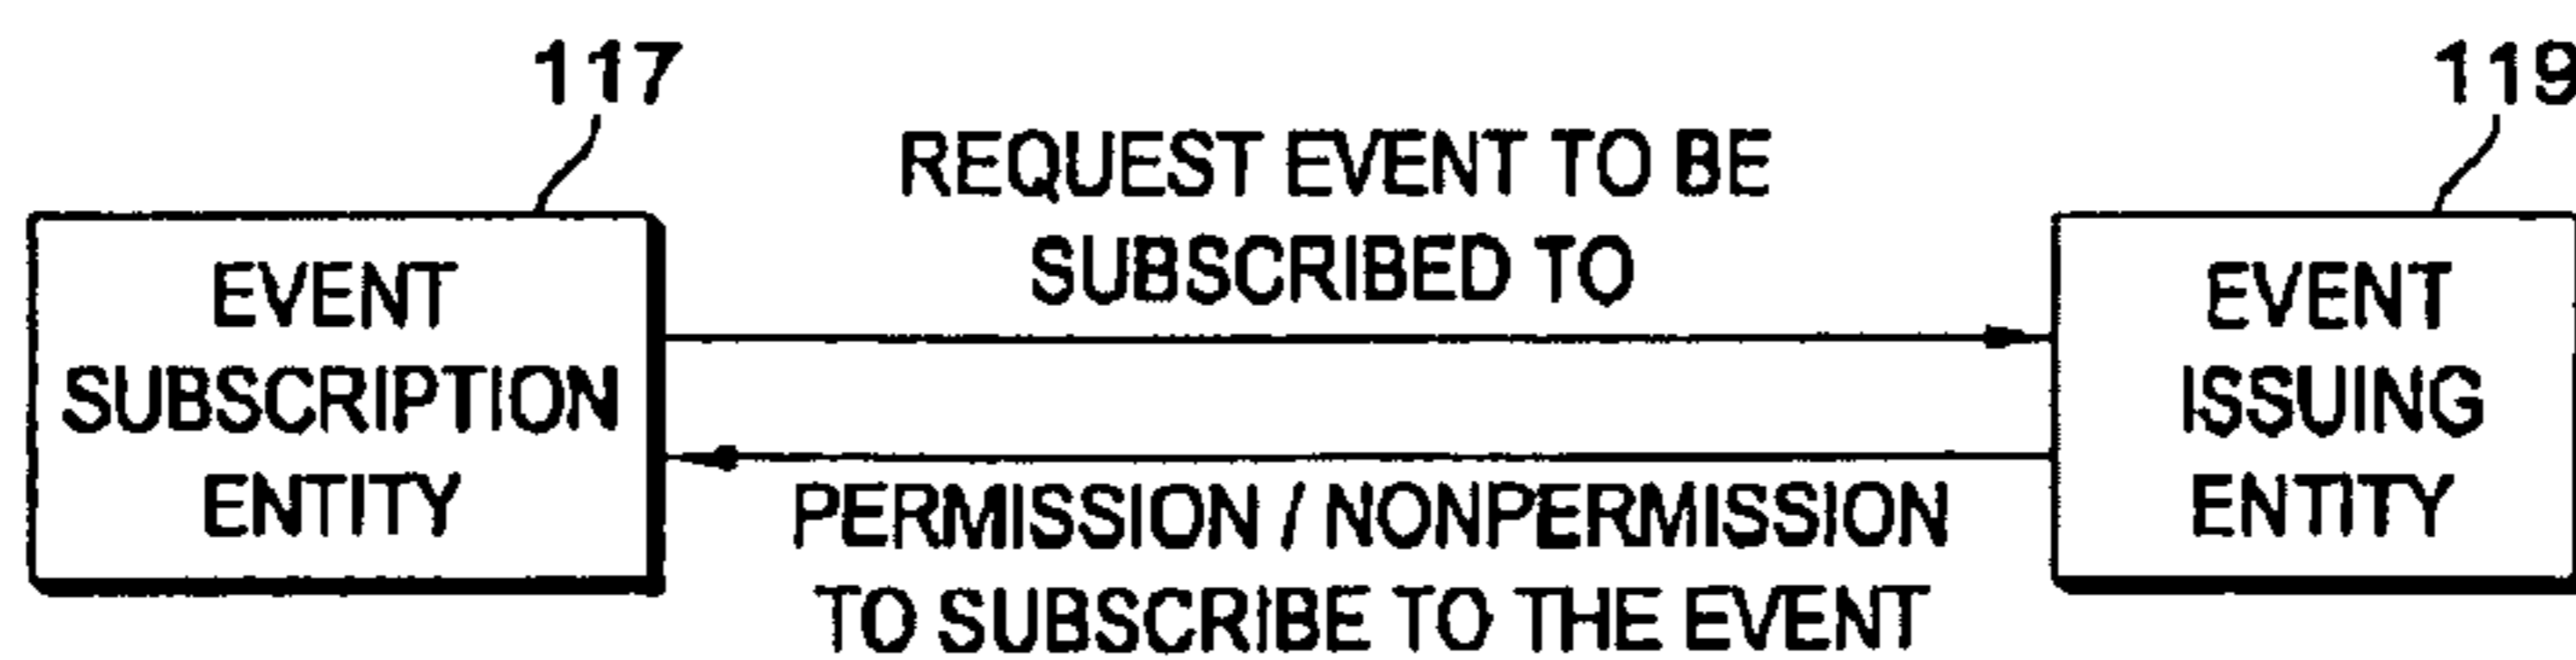 117
119
REQUEST EVENT TO BE
SUBSCRIBED TO
EVENT
SUBSCRIPTION
ENTITY
EVENT
ISSUING
ENTITY
PERMISSION / NONPERMISSION
TO SUBSCRIBE TO THE EVENT